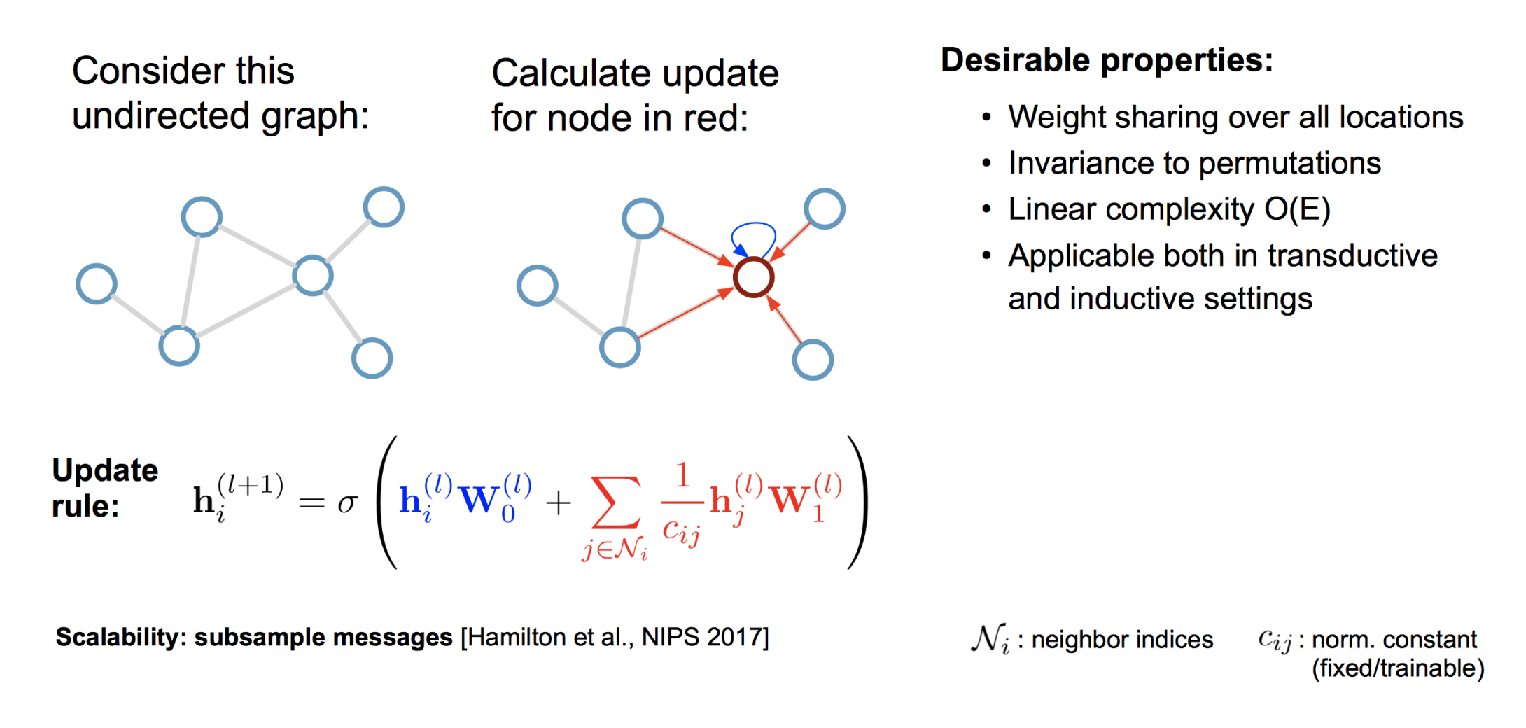 Consider this
undirected graph:
Calculate update
for node in red:
Desirable properties:
• Weight sharing over all locations
• Invariance to permutations
• Linear complexity O(E)
• Applicable both in transductive
and inductive settings
Update
rule:
$\mathbf{h}_i^{(l+1)} = \sigma\left(\mathbf{h}_i^{(l)}\mathbf{W}_0^{(l)} + \sum_{j\in\mathcal{N}_i}\frac{1}{c_{ij}}\mathbf{h}_j^{(l)}\mathbf{W}_1^{(l)}\right)$
Scalability: subsample messages [Hamilton et al., NIPS 2017]
$\mathcal{N}_i$ : neighbor indices
$c_{ij}$ : norm. constant
(fixed/trainable)